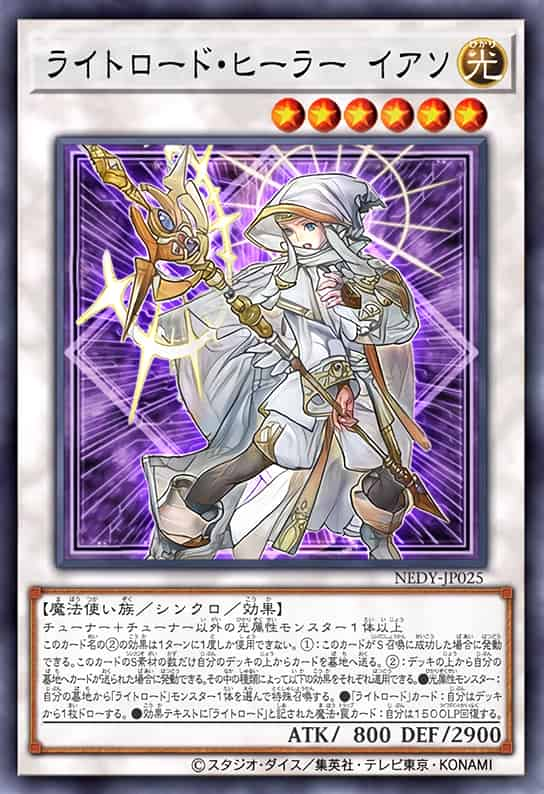 ライトロード・ヒーラー イアソ
光
NEDY-JP025
【魔法使い族／シンクロ／効果】
チューナー＋チューナー以外の光属性モンスター１体以上
このカード名の②の効果は1ターンに1度しか使用できない。①：このカードがS召喚に成功した場合に発動
できる。このカードのS素材の数だけ自分のデッキの上からカードを墓地へ送る。②：デッキの上から自分の
墓地へカードが送られた場合に発動できる。その中の種類によって以下の効果をそれぞれ適用できる。●光属性モンスター：
自分の墓地から「ライトロード」モンスター1体を選んで特殊召喚する。●「ライトロード」カード：自分はデッキ
から1枚ドローする。●効果テキストに「ライトロード」と記された魔法・罠カード：自分は1500LP回復する。
ATK/ 800 DEF/2900
©スタジオ・ダイス／集英社・テレビ東京・KONAMI